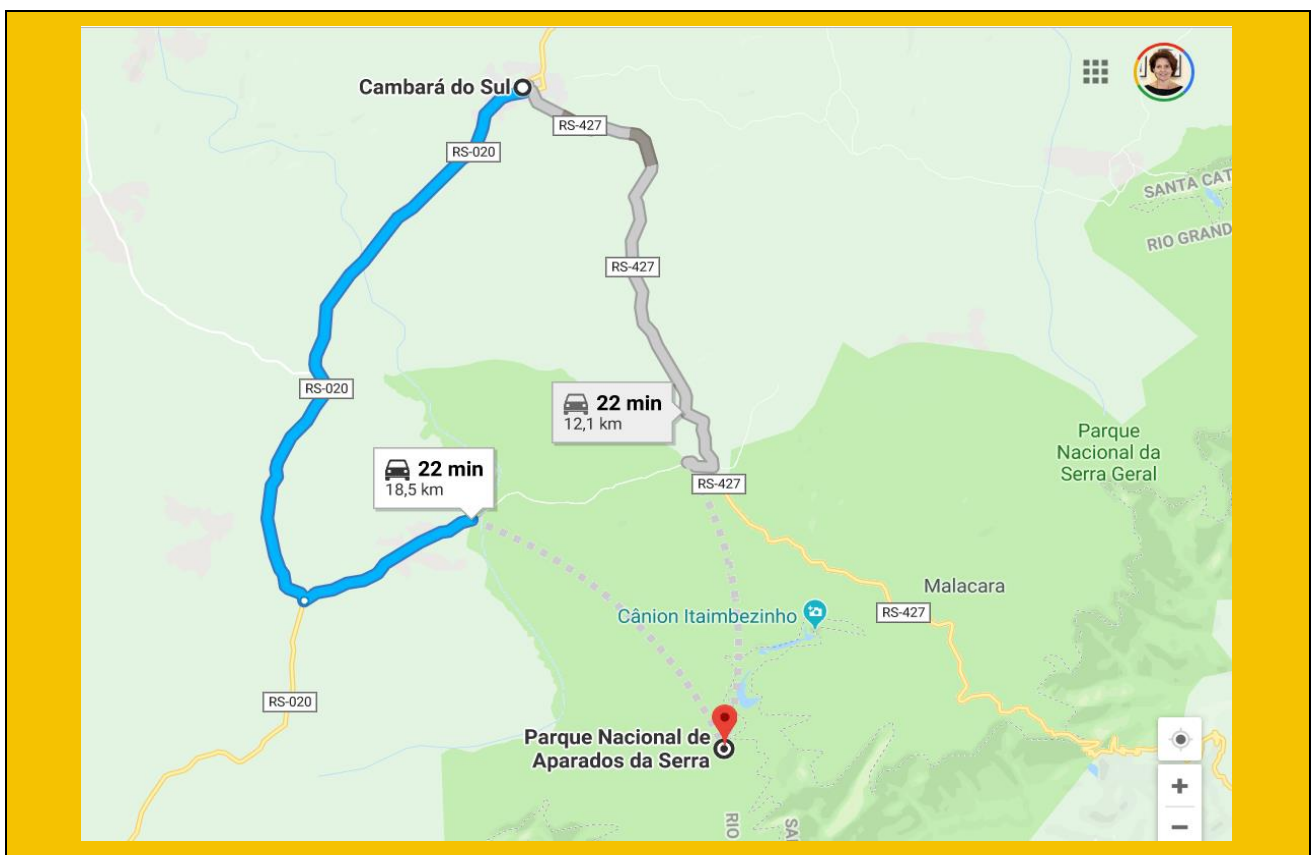 Cambará do Sul
RS-427
RS-020
SANTA CAT
RIO GRAND
RS-427
RS-020
22 min
12,1 km
Parque
Nacional da
Serra Geral
22 min
18,5 km
RS-427
Malacara
Cânion Itaimbezinho
RS-427
RS-020
Parque Nacional de
Aparados da Serra
RIO
SAN
+
−